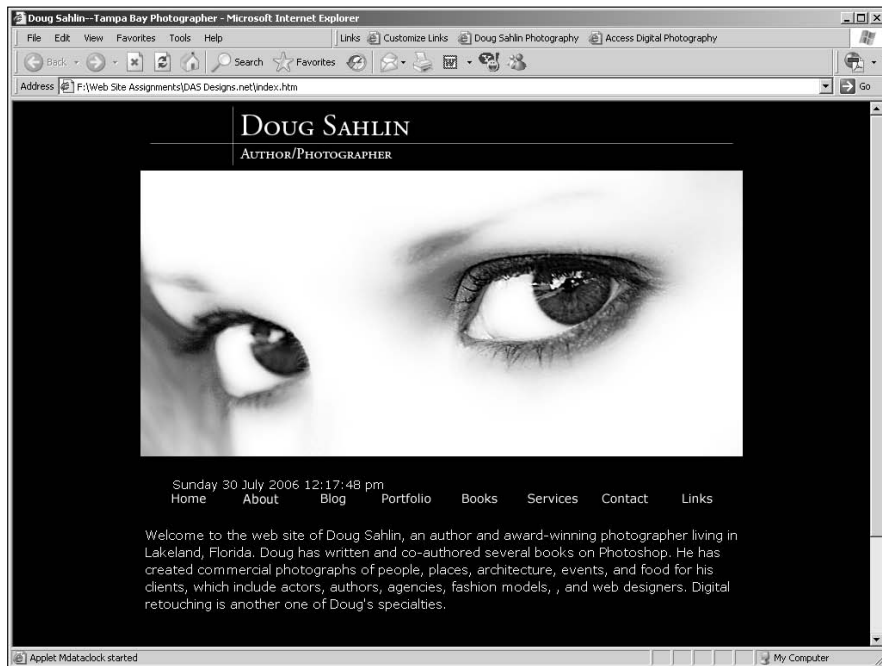 Doug Sahlin--Tampa Bay Photographer - Microsoft Internet Explorer
File Edit View Favorites Tools Help Links Customize Links Doug Sahlin Photography Access Digital Photography
Back Search Favorites
Address F:\Web Site Assignments\DAS Designs.net\index.htm Go
Doug Sahlin
Author/Photographer
Sunday 30 July 2006 12:17:48 pm
Home About Blog Portfolio Books Services Contact Links
Welcome to the web site of Doug Sahlin, an author and award-winning photographer living in
Lakeland, Florida. Doug has written and co-authored several books on Photoshop. He has
created commercial photographs of people, places, architecture, events, and food for his
clients, which include actors, authors, agencies, fashion models, , and web designers. Digital
retouching is another one of Doug's specialties.
Applet Mdataclock started My Computer